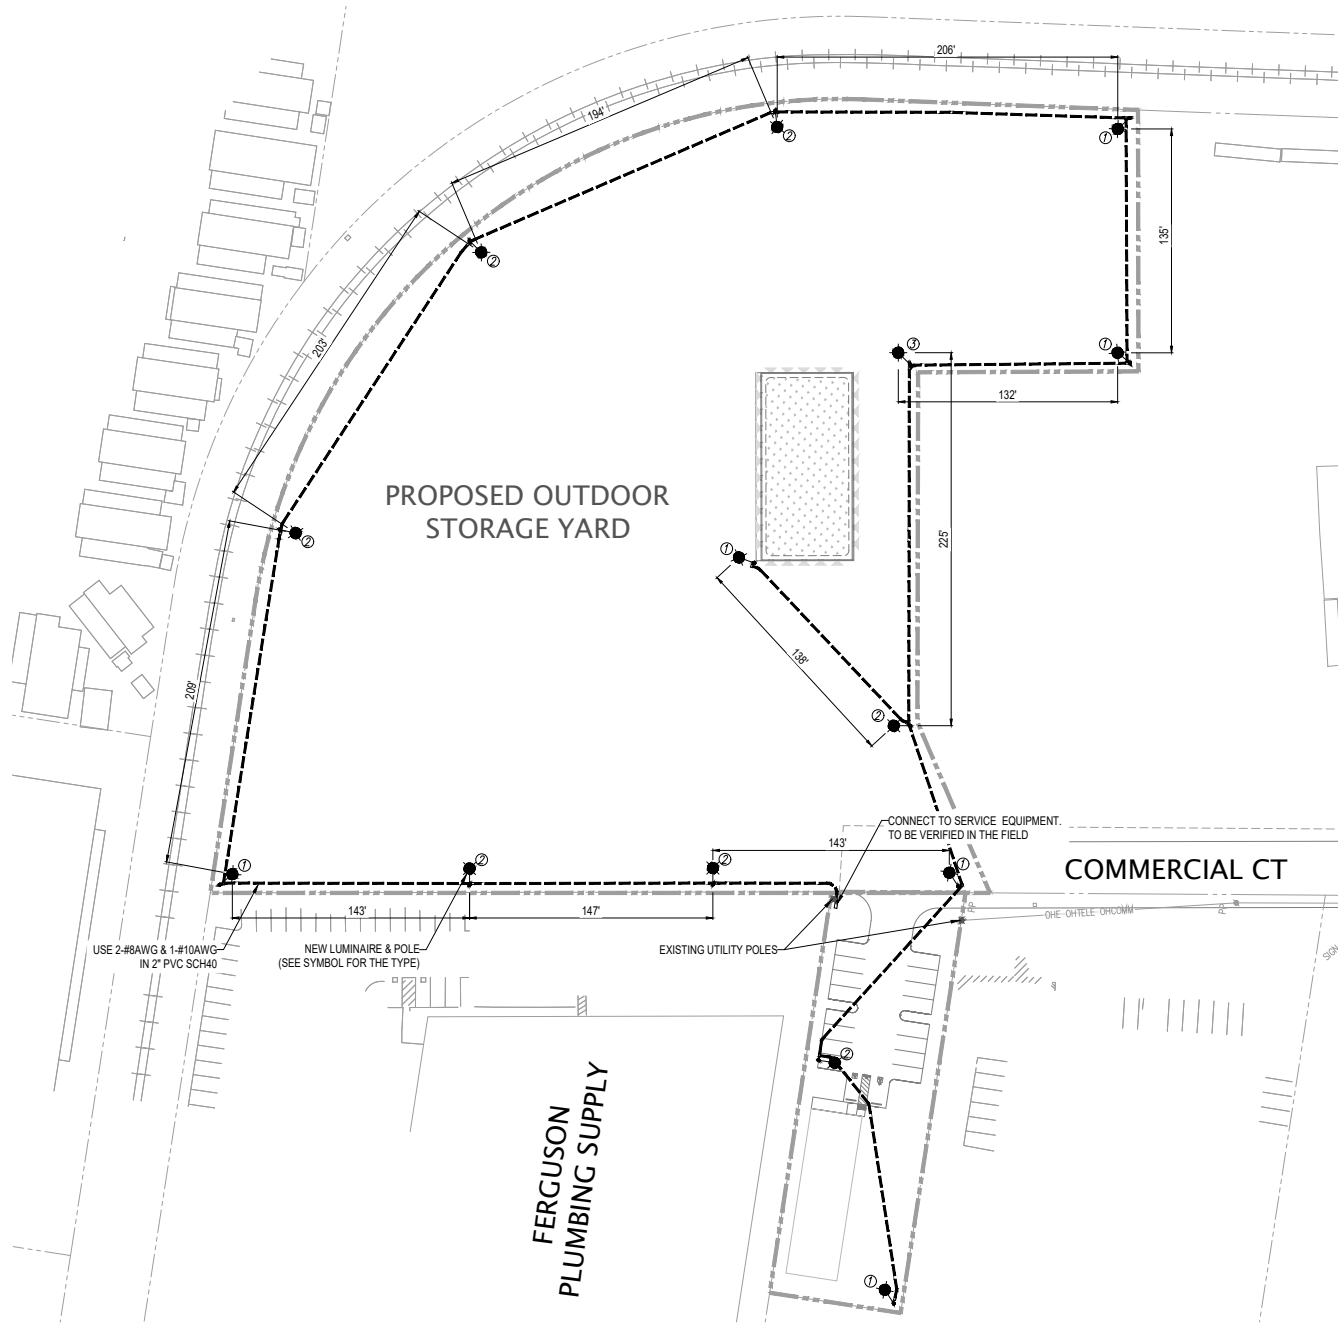 206'
194'
②
①
135'
②
203'
③
①
132'
PROPOSED OUTDOOR
STORAGE YARD
②
225'
①
138'
209'
②
CONNECT TO SERVICE EQUIPMENT.
TO BE VERIFIED IN THE FIELD
143'
COMMERCIAL CT
①
②
②
①
143'
147'
PP
OHE OHTELE OHCOMM
PP
USE 2-#8AWG & 1-#10AWG
IN 2" PVC SCH40
NEW LUMINAIRE & POLE
(SEE SYMBOL FOR THE TYPE)
EXISTING UTILITY POLES
SIGN
②
FERGUSON
PLUMBING SUPPLY
①